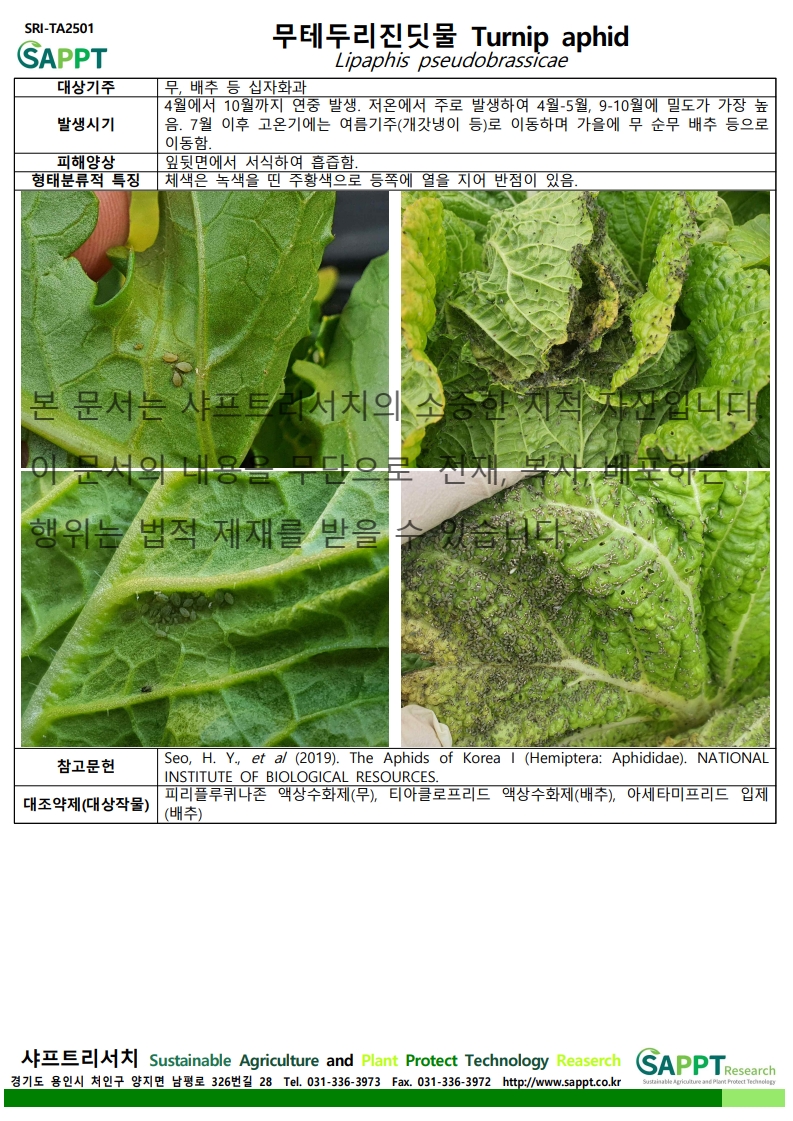 SRI-TA2501
SAPPT
무테두리진딧물 Turnip aphid
Lipaphis pseudobrassicae
대상기주
무, 배추 등 십자화과
발생시기
4월에서 10월까지 연중 발생. 저온에서 주로 발생하여 4월-5월, 9-10월에 밀도가 가장 높
음. 7월 이후 고온기에는 여름기주(개갓냉이 등)로 이동하며 가을에 무 순무 배추 등으로
이동함.
피해양상
잎뒷면에서 서식하여 흡즙함.
형태분류적 특징
체색은 녹색을 띤 주황색으로 등쪽에 열을 지어 반점이 있음.
본 문서는 샤프트리서치의 소중한 지적 자산입니다.
이 문서의 내용을 무단으로 전재, 복사, 배포하는
행위는 법적 제재를 받을 수 있습니다.
참고문헌
Seo, H. Y., et al (2019). The Aphids of Korea I (Hemiptera: Aphididae). NATIONAL
INSTITUTE OF BIOLOGICAL RESOURCES.
대조약제(대상작물)
피리플루퀴나존 액상수화제(무), 티아클로프리드 액상수화제(배추), 아세타미프리드 입제
(배추)
샤프트리서치 Sustainable Agriculture and Plant Protect Technology Reaserch
경기도 용인시 처인구 양지면 남평로 326번길 28 Tel. 031-336-3973 Fax. 031-336-3972 http://www.sappt.co.kr
SAPPT Research
Sustainable Agriculture and Plant Protect Technology